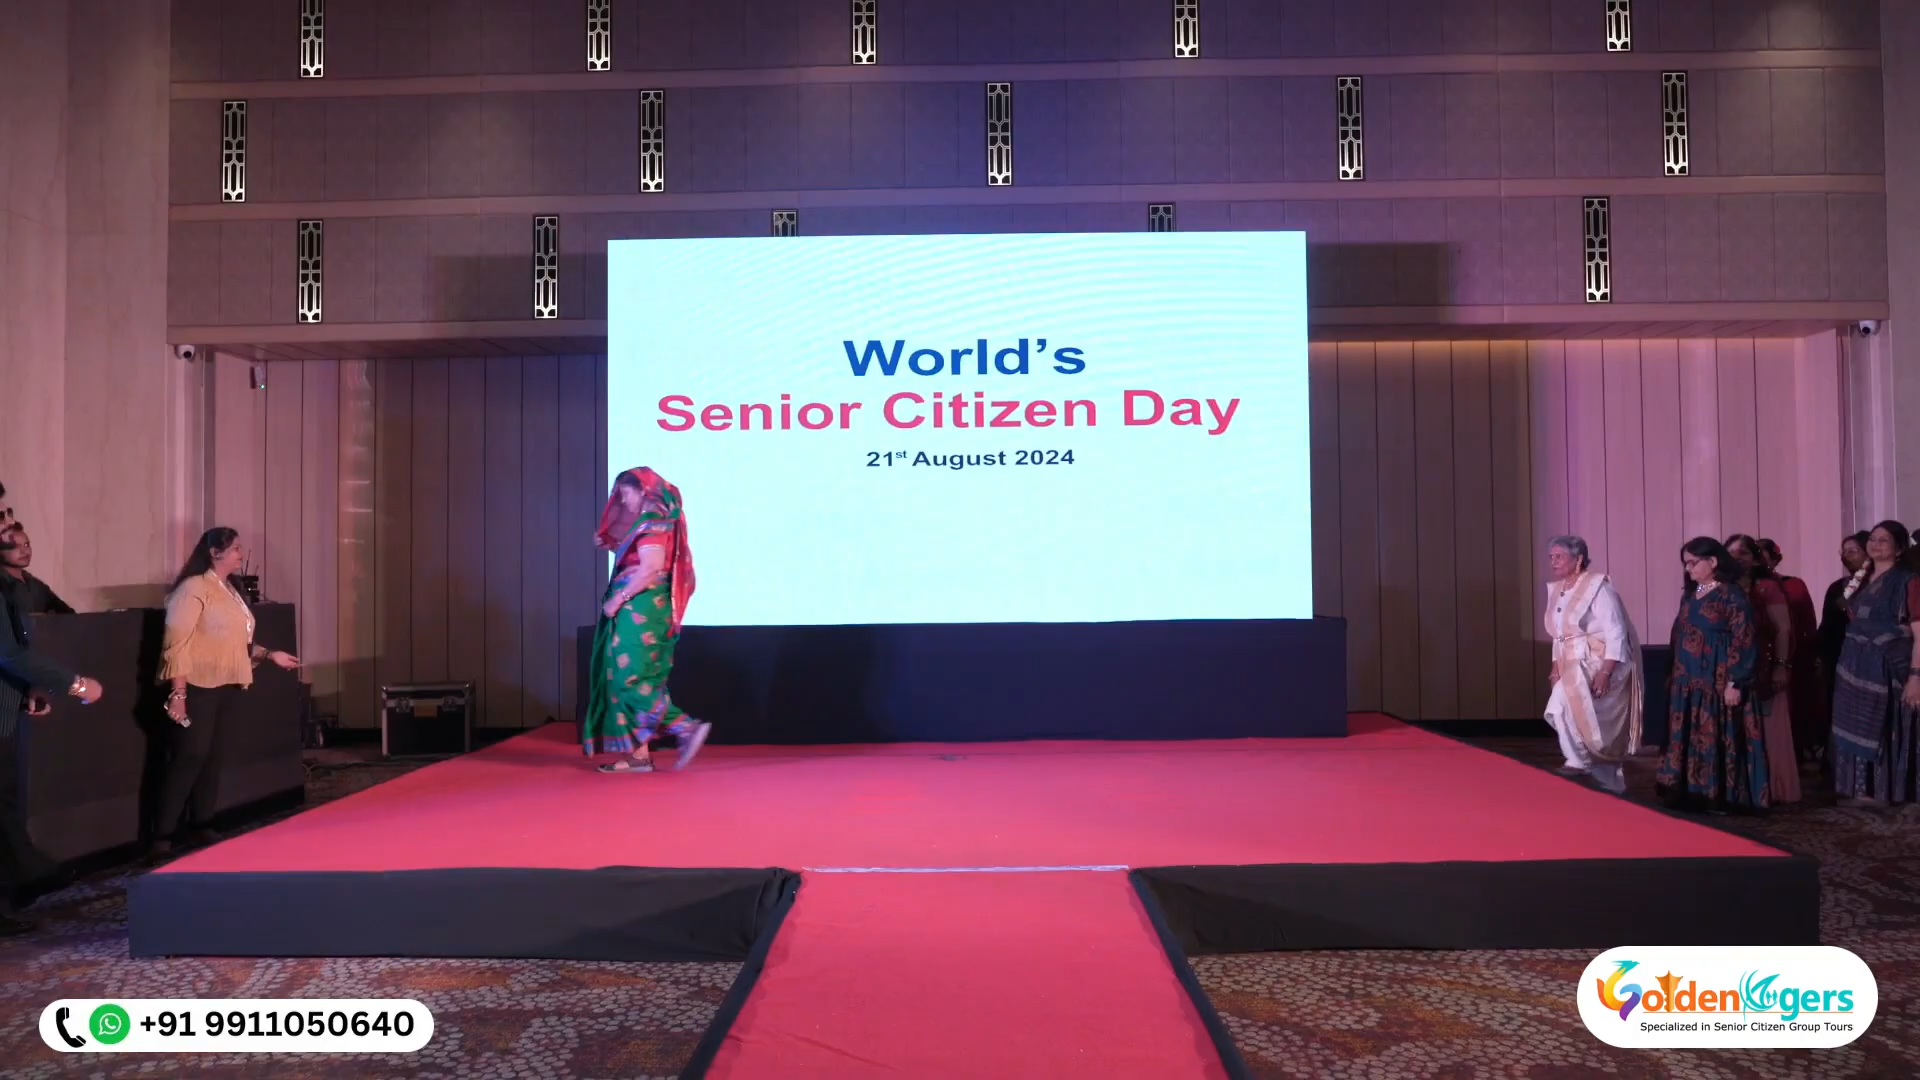 World's
Senior Citizen Day
21st August 2024
+91 9911050640
Golden Agers
Specialized in Senior Citizen Group Tours